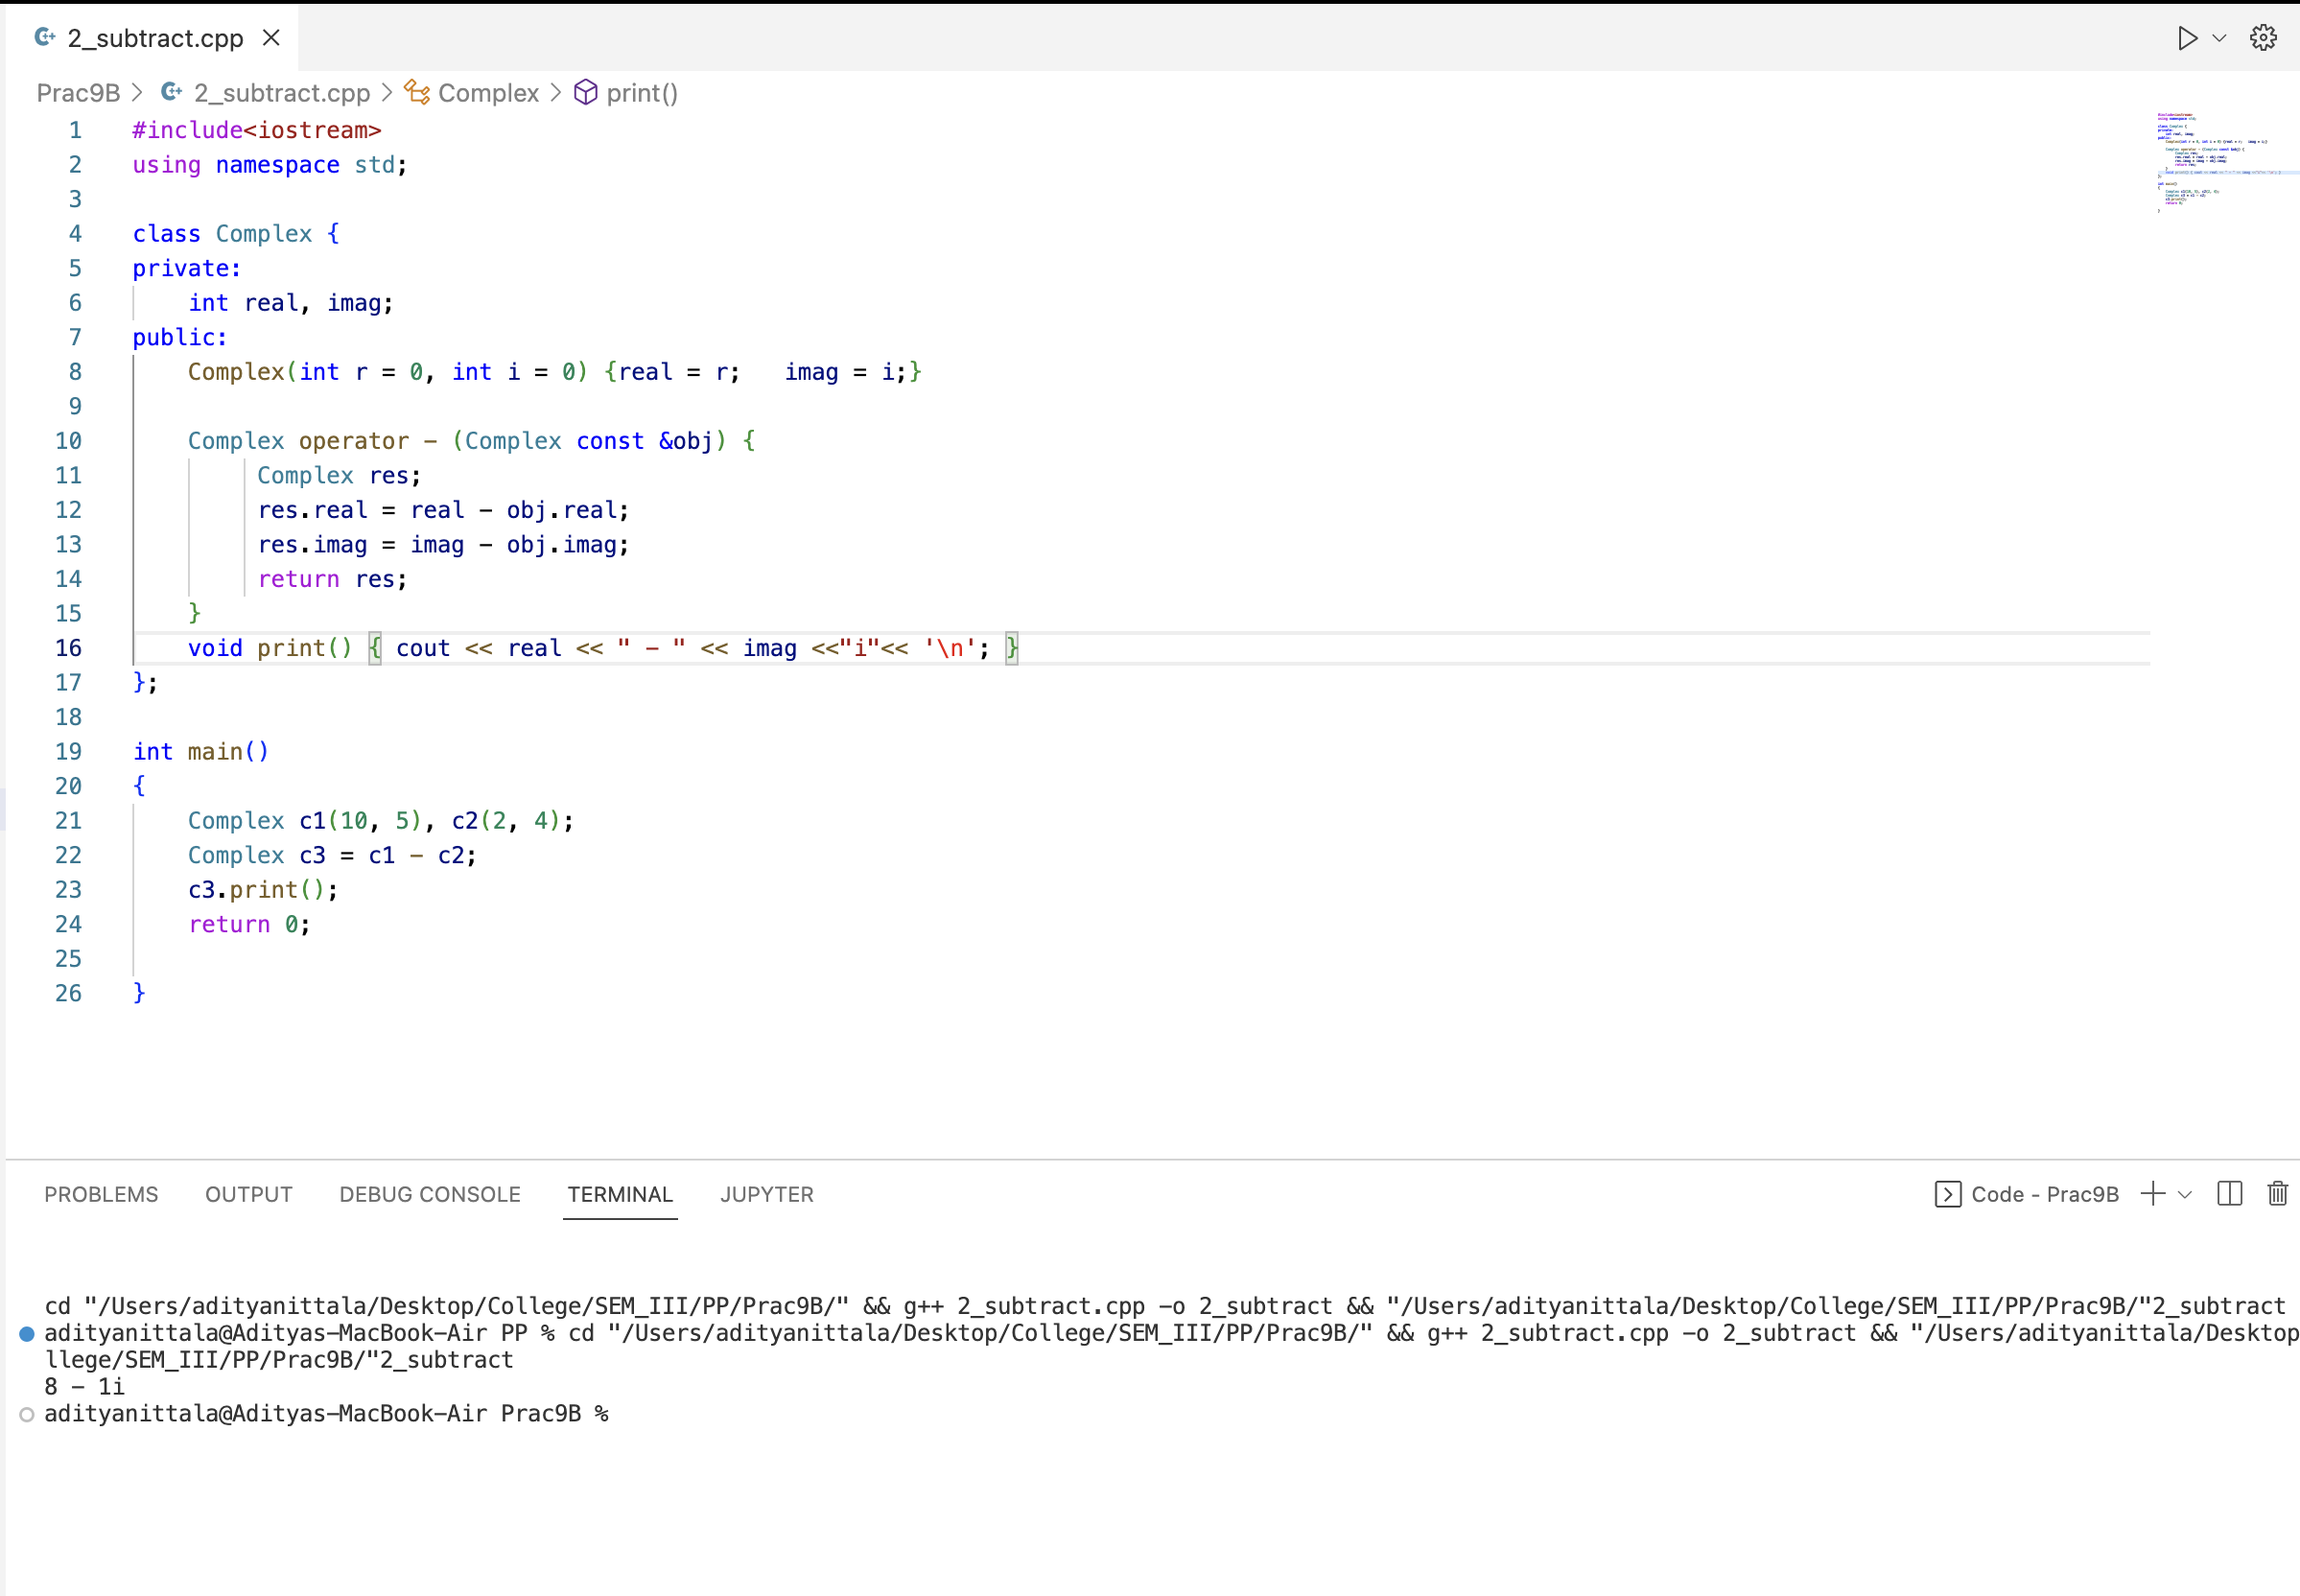 2_subtract.cpp
Prac9B > 2_subtract.cpp > Complex > print()
1 #include<iostream>
2 using namespace std;
3
4 class Complex {
5 private:
6     int real, imag;
7 public:
8     Complex(int r = 0, int i = 0) {real = r;   imag = i;}
9
10     Complex operator - (Complex const &obj) {
11          Complex res;
12          res.real = real - obj.real;
13          res.imag = imag - obj.imag;
14          return res;
15     }
16     void print() { cout << real << " - " << imag <<"i"<< '\n'; }
17 };
18
19 int main()
20 {
21     Complex c1(10, 5), c2(2, 4);
22     Complex c3 = c1 - c2;
23     c3.print();
24     return 0;
25
26 }
PROBLEMS OUTPUT DEBUG CONSOLE TERMINAL JUPYTER Code - Prac9B
cd "/Users/adityanittala/Desktop/College/SEM_III/PP/Prac9B/" && g++ 2_subtract.cpp -o 2_subtract && "/Users/adityanittala/Desktop/College/SEM_III/PP/Prac9B/"2_subtract
adityanittala@Adityas-MacBook-Air PP % cd "/Users/adityanittala/Desktop/College/SEM_III/PP/Prac9B/" && g++ 2_subtract.cpp -o 2_subtract && "/Users/adityanittala/Desktop
llege/SEM_III/PP/Prac9B/"2_subtract
8 - 1i
adityanittala@Adityas-MacBook-Air Prac9B %